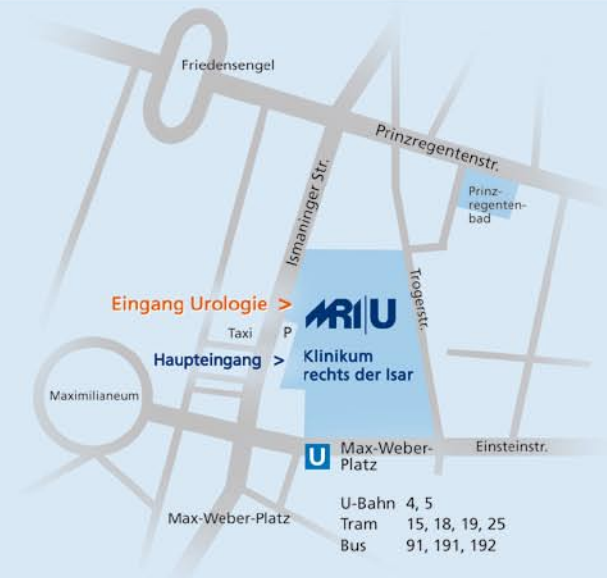 Friedensengel
Prinzregentenstr.
Prinz-
regenten-
bad
Ismaninger Str.
Trogerstr.
Eingang Urologie >
MRI|U
Taxi P
Haupteingang >
Klinikum
rechts der Isar
Maximilianeum
U Max-Weber-
Platz
Einsteinstr.
Max-Weber-Platz
U-Bahn 4, 5
Tram 15, 18, 19, 25
Bus 91, 191, 192